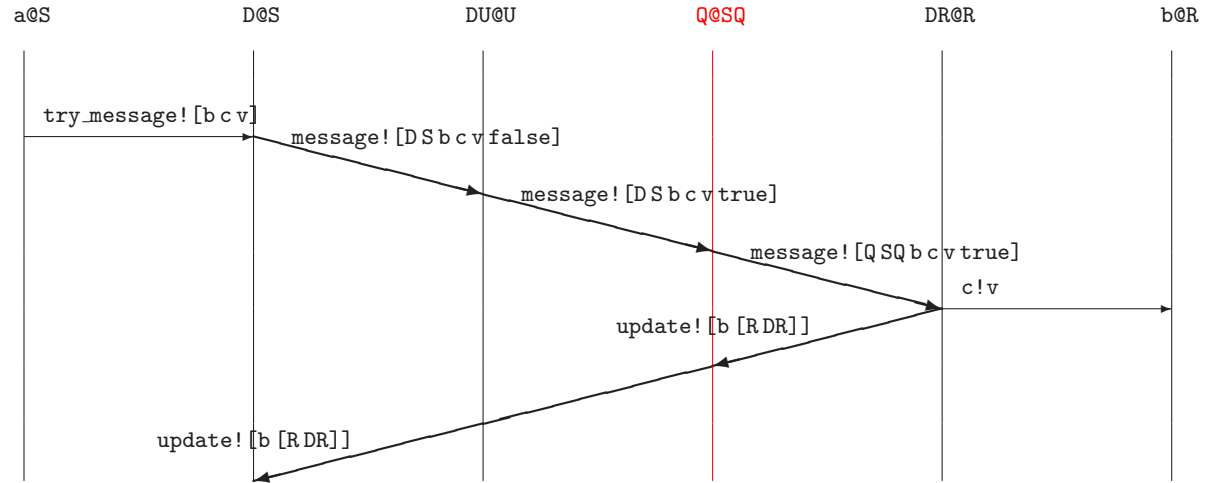 a@S D@S DU@U Q@SQ DR@R b@R
try_message![b c v]
message![D S b c v false]
message![D S b c v true]
message![Q SQ b c v true]
c!v
update![b [R DR]]
update![b [R DR]]